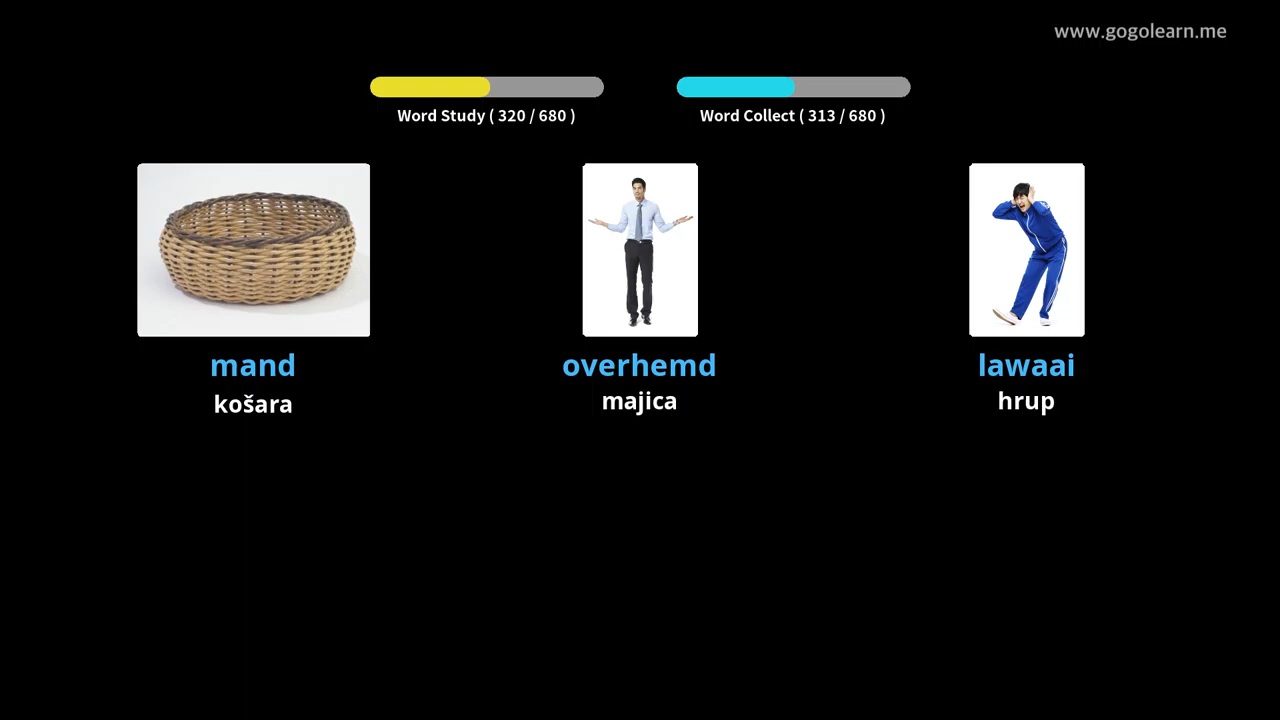 www.gogolearn.me
Word Study ( 320 / 680 )
Word Collect ( 313 / 680 )
mand
košara
overhemd
majica
lawaai
hrup